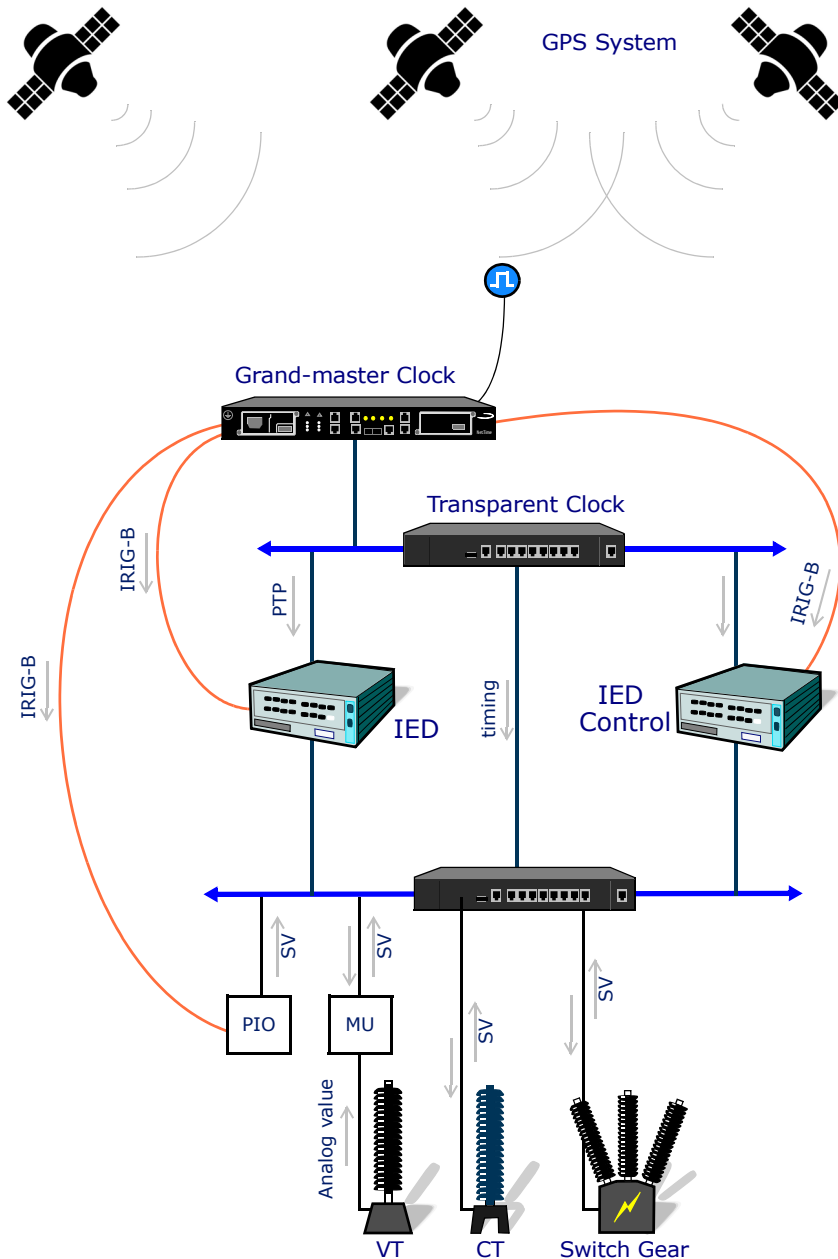 GPS System
Grand-master Clock
NetTime
Transparent Clock
IRIG-B
PTP
IRIG-B
IRIG-B
timing
IED
IED
Control
SV
SV
SV
SV
PIO
MU
Analog value
VT
CT
Switch Gear